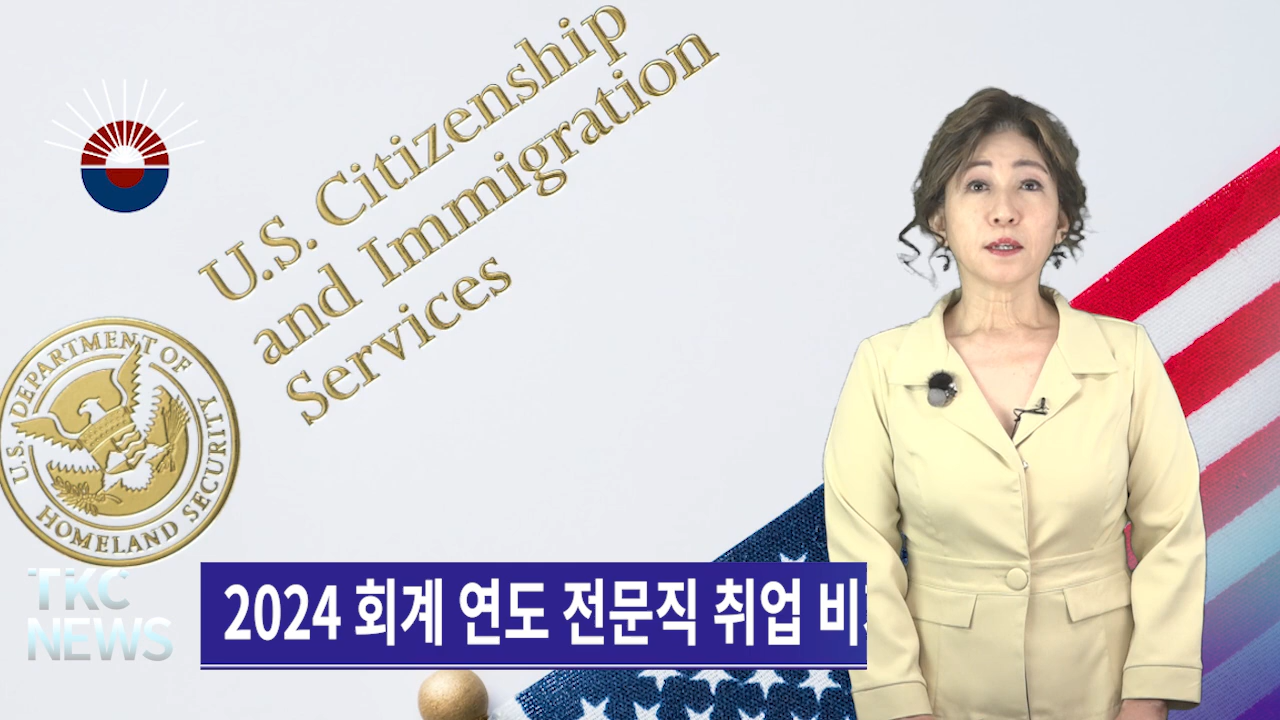 U.S. Citizenship
and Immigration
Services
U.S. DEPARTMENT OF
HOMELAND SECURITY
TKC
NEWS
2024 회계 연도 전문직 취업